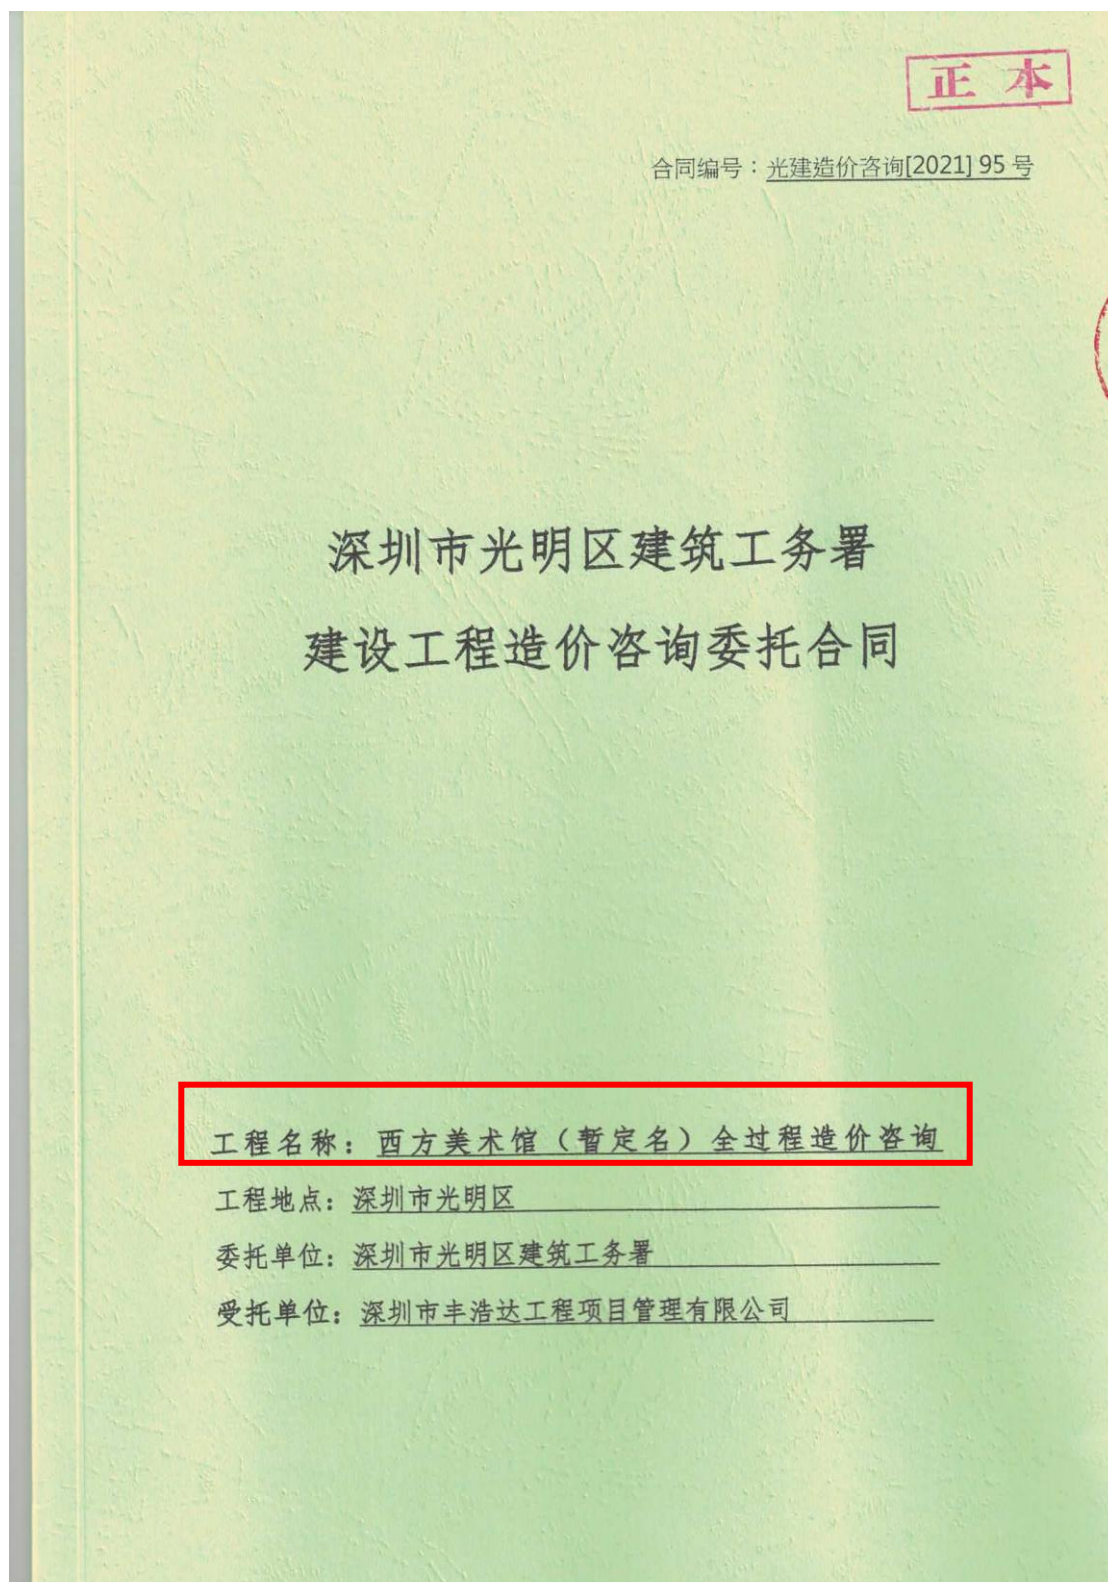 正本
合同编号：光建造价咨询[2021] 95 号
深圳市光明区建筑工务署
建设工程造价咨询委托合同
工程名称：西方美术馆（暂定名）全过程造价咨询
工程地点：深圳市光明区
委托单位：深圳市光明区建筑工务署
受托单位：深圳市丰浩达工程项目管理有限公司